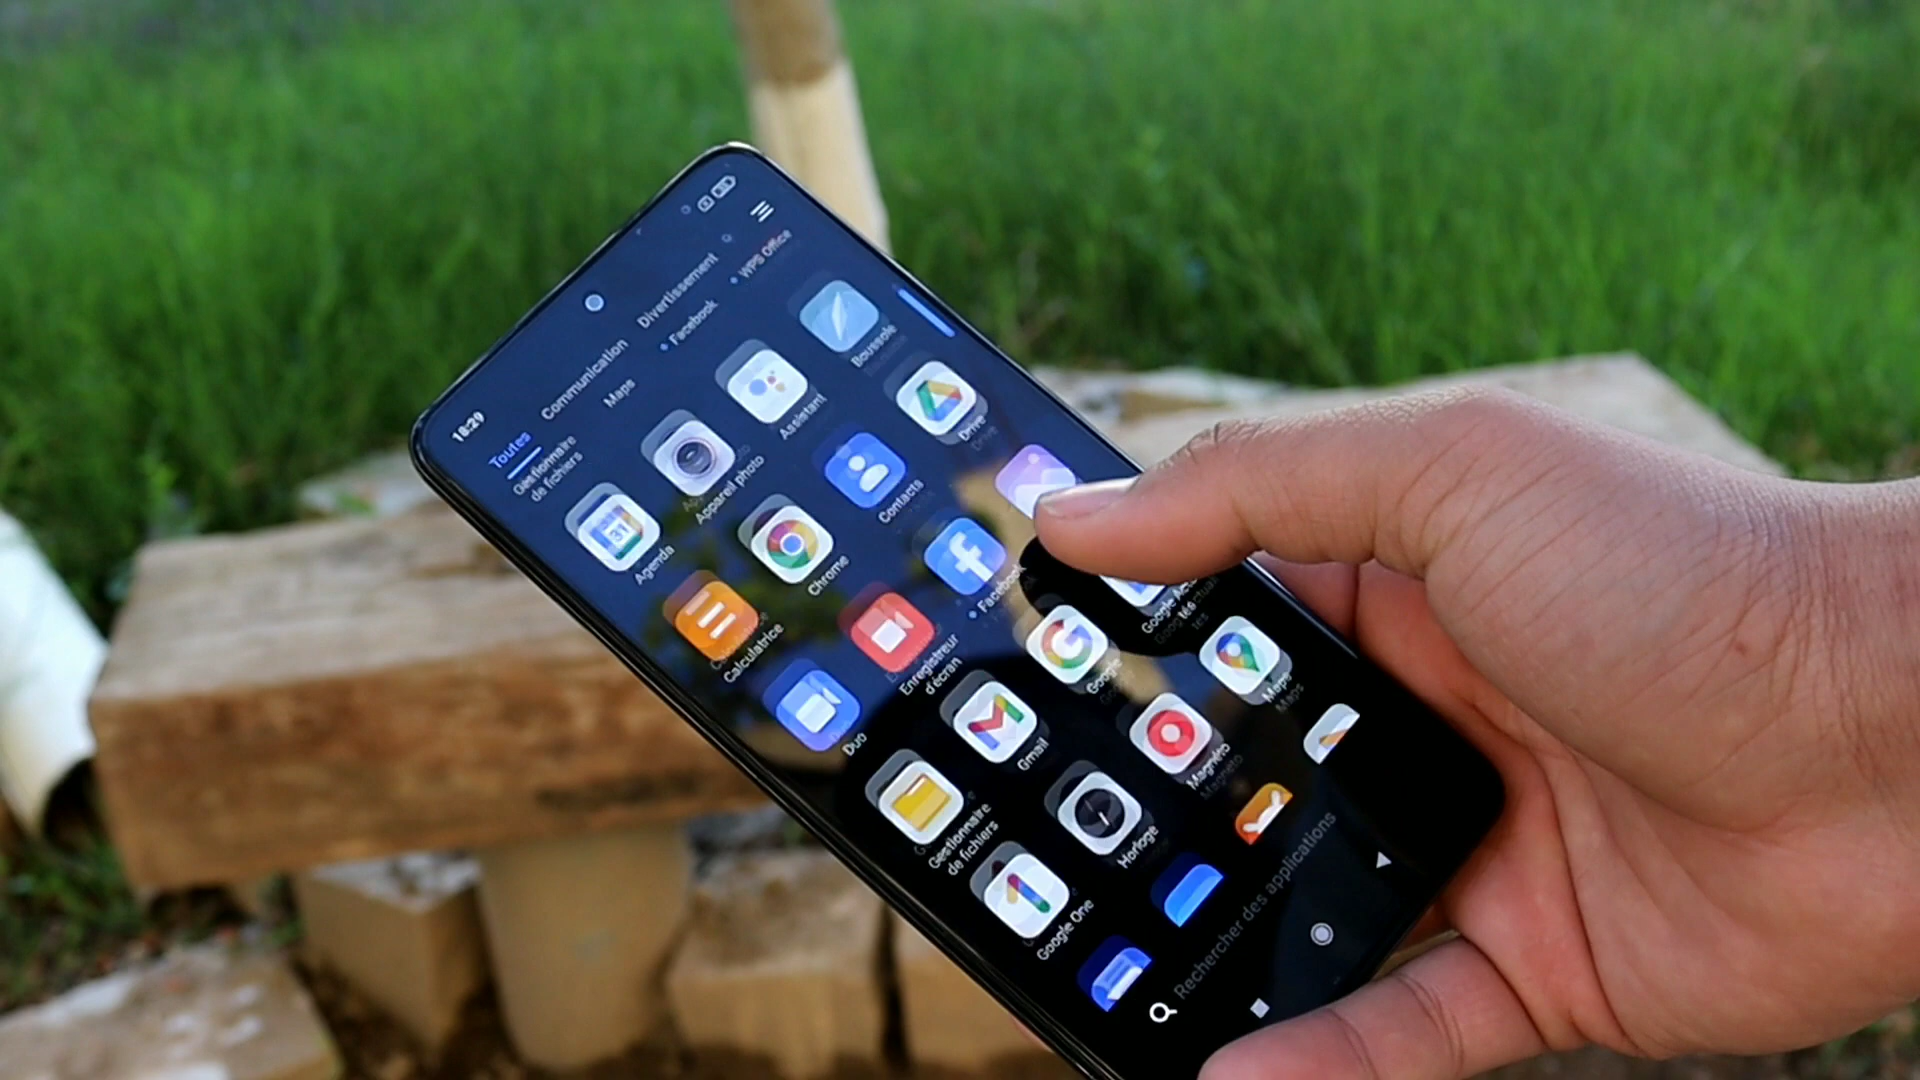 18:29
Toutes
Communication
Divertissement
Gestionnaire
de fichiers
Maps
Facebook
WPS Office
Agenda
31
Appareil photo
Assistant
Boussole
Calculatrice
Chrome
Contacts
Drive
Duo
Enregistreur
d'écran
Facebook
Gestionnaire
de fichiers
Gmail
Google
Google
Google One
Horloge
Magnéto
Maps
Rechercher des applications